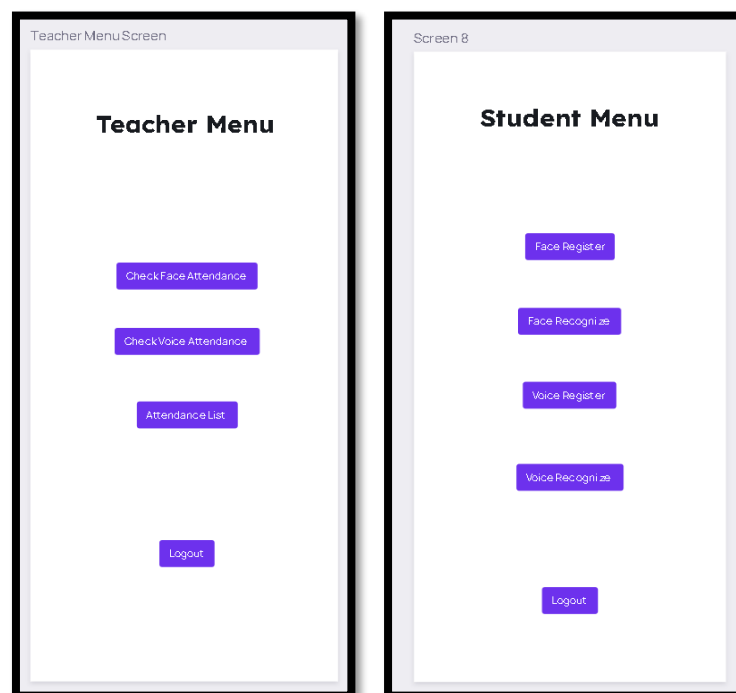 Teacher Menu Screen
Teacher Menu
Check Face Attendance
Check Voice Attendance
Attendance List
Logout
Screen 8
Student Menu
Face Register
Face Recognize
Voice Register
Voice Recognize
Logout